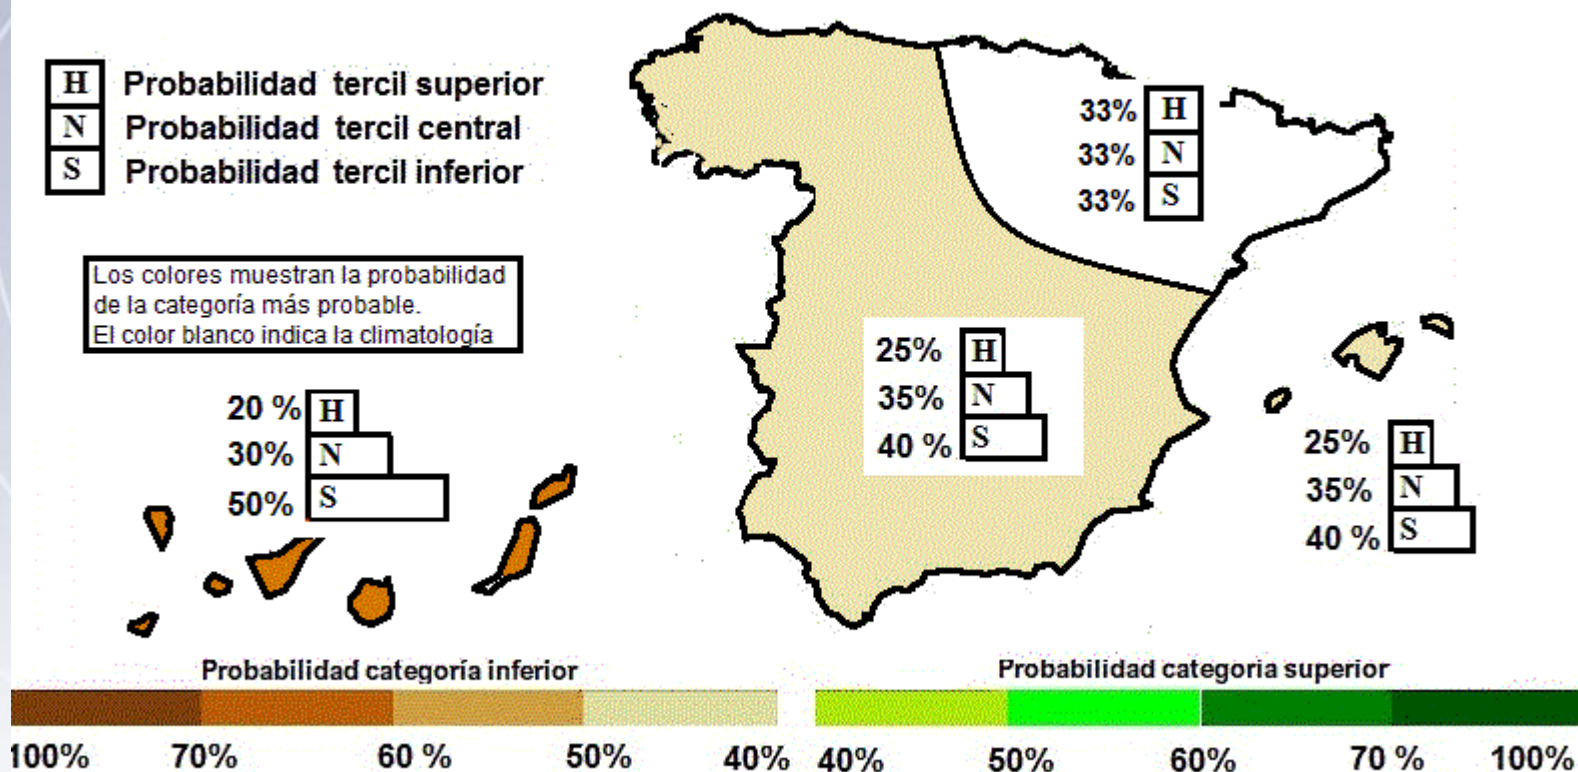 H Probabilidad tercil superior
N Probabilidad tercil central
S Probabilidad tercil inferior
33% H
33% N
33% S
Los colores muestran la probabilidad
de la categoría más probable.
El color blanco indica la climatología
25% H
35% N
40 % S
20 % H
30% N
50% S
25% H
35% N
40 % S
Probabilidad categoría inferior
Probabilidad categoria superior
100% 70% 60 % 50% 40% 40% 50% 60% 70 % 100%